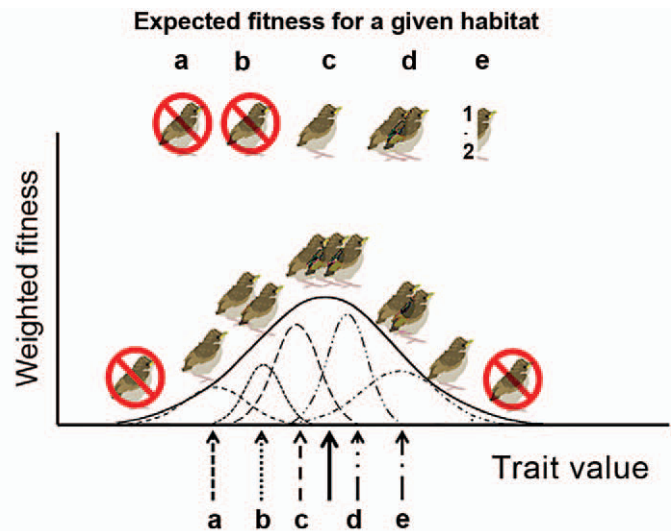 Expected fitness for a given habitat
a b c d e
1
-
2
Weighted fitness
Trait value
a b c d e